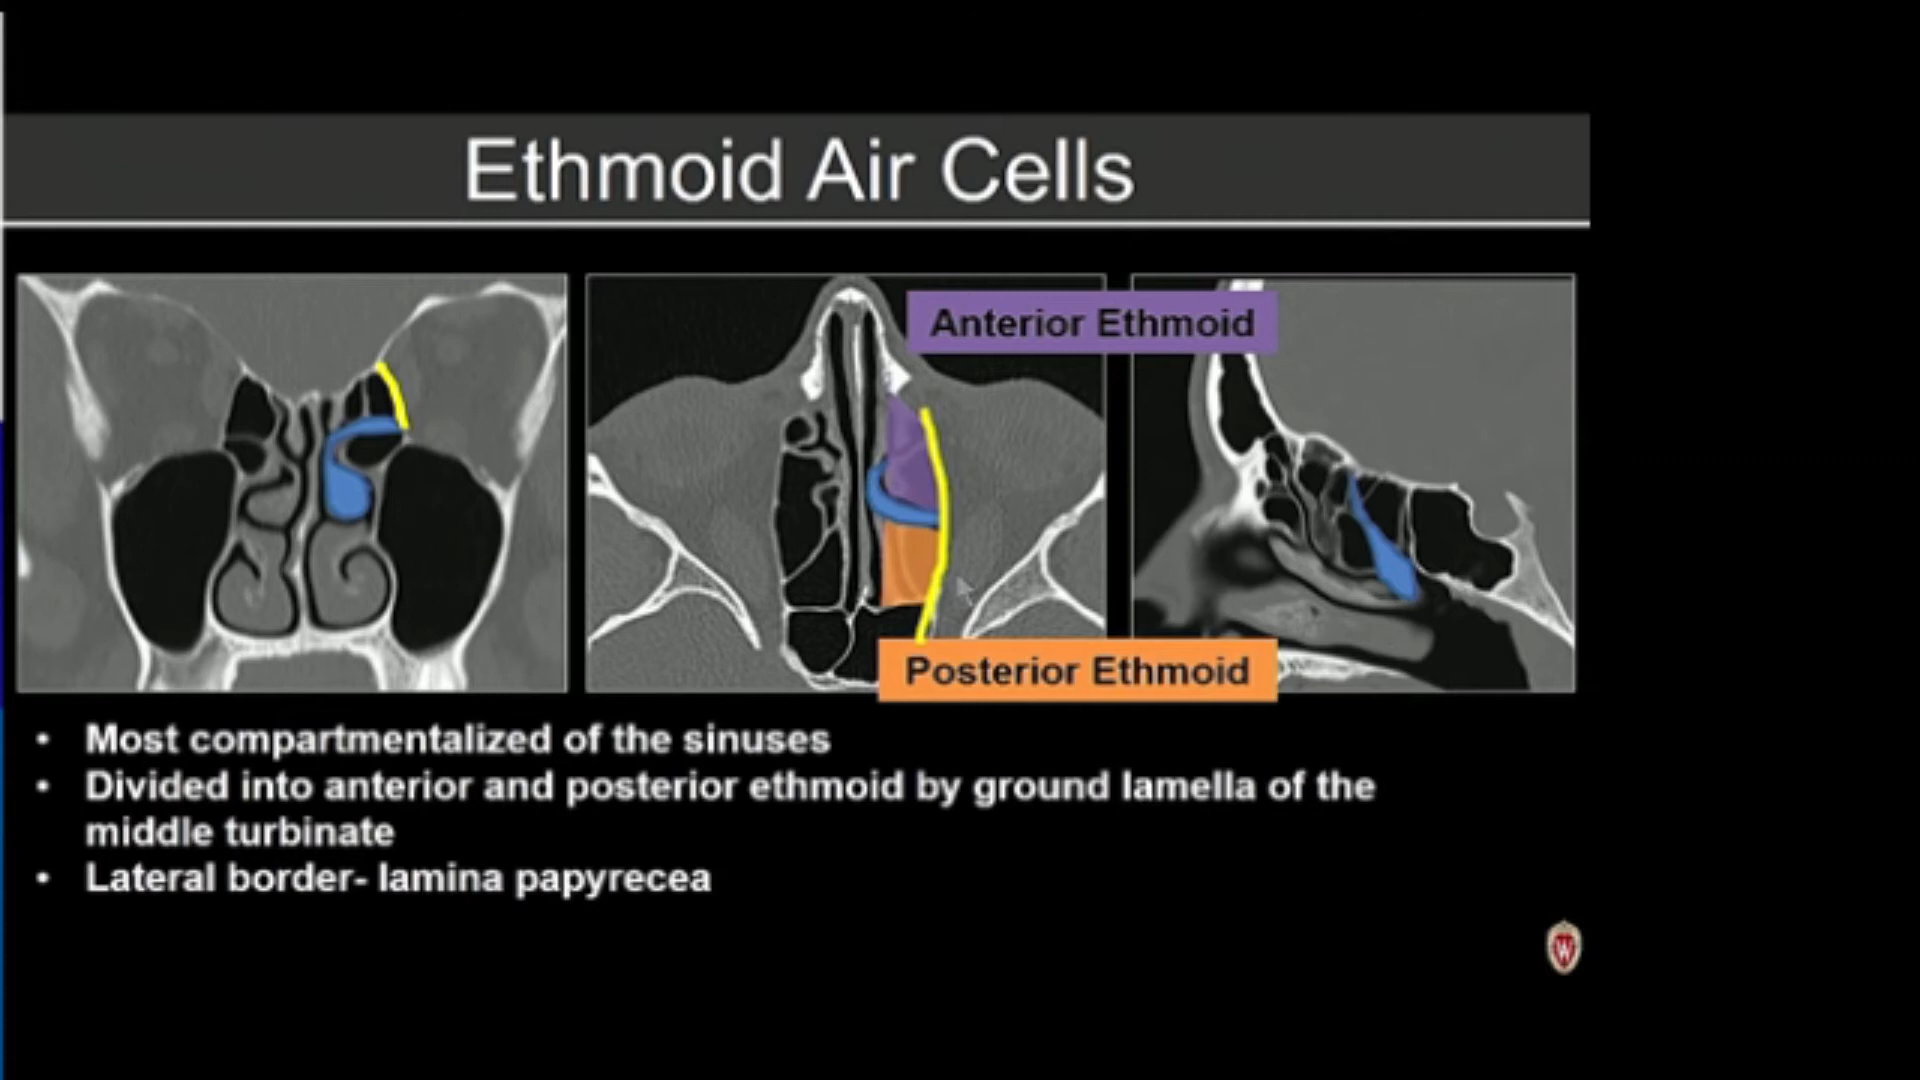 Ethmoid Air Cells
Anterior Ethmoid
Posterior Ethmoid
• Most compartmentalized of the sinuses
• Divided into anterior and posterior ethmoid by ground lamella of the
middle turbinate
• Lateral border- lamina papyrecea
W